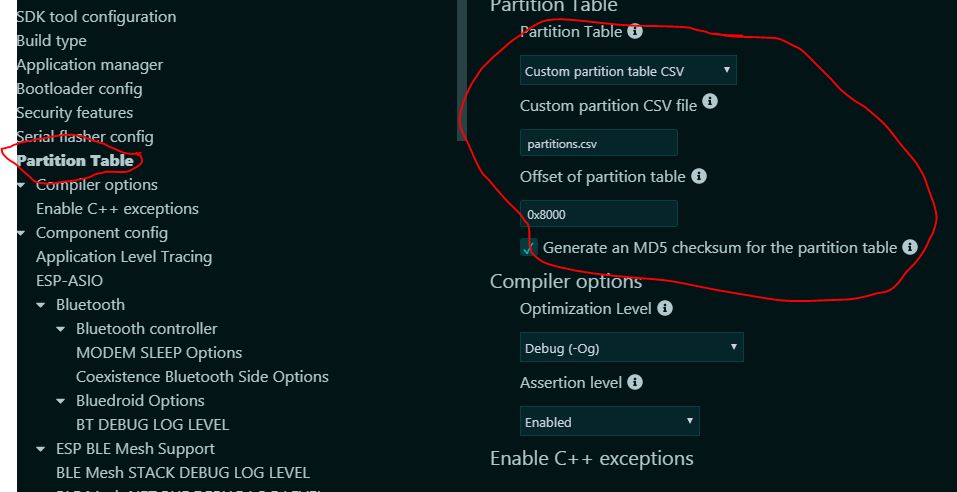 SDK tool configuration
Build type
Application manager
Bootloader config
Security features
Serial flasher config
Partition Table
Compiler options
Enable C++ exceptions
Component config
Application Level Tracing
ESP-ASIO
Bluetooth
Bluetooth controller
MODEM SLEEP Options
Coexistence Bluetooth Side Options
Bluedroid Options
BT DEBUG LOG LEVEL
ESP BLE Mesh Support
BLE Mesh STACK DEBUG LOG LEVEL
Partition Table
Partition Table
Custom partition table CSV
Custom partition CSV file
partitions.csv
Offset of partition table
0x8000
Generate an MD5 checksum for the partition table
Compiler options
Optimization Level
Debug (-Og)
Assertion level
Enabled
Enable C++ exceptions